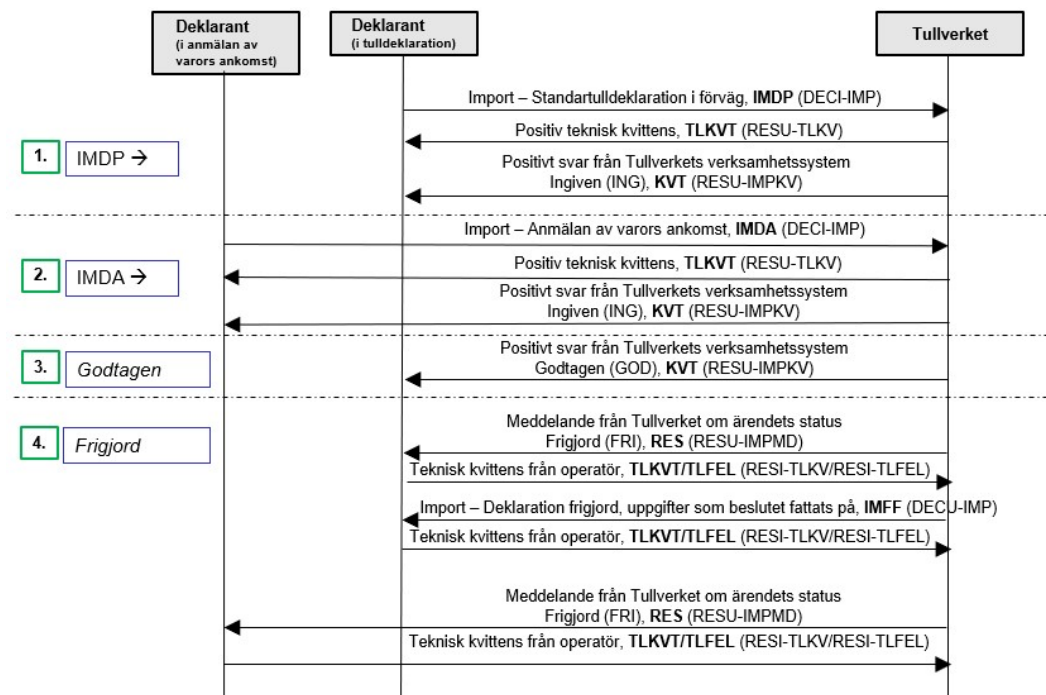 Deklarant
(i anmälan av
varors ankomst)
Deklarant
(i tulldeklaration)
Tullverket
Import – Standartulldeklaration i förväg, IMDP (DECI-IMP)
Positiv teknisk kvittens, TLKVT (RESU-TLKV)
1. IMDP →
Positivt svar från Tullverkets verksamhetssystem
Ingiven (ING), KVT (RESU-IMPKV)
Import – Anmälan av varors ankomst, IMDA (DECI-IMP)
2. IMDA →
Positiv teknisk kvittens, TLKVT (RESU-TLKV)
Positivt svar från Tullverkets verksamhetssystem
Ingiven (ING), KVT (RESU-IMPKV)
3. Godtagen
Positivt svar från Tullverkets verksamhetssystem
Godtagen (GOD), KVT (RESU-IMPKV)
4. Frigjord
Meddelande från Tullverket om ärendets status
Frigjord (FRI), RES (RESU-IMPMD)
Teknisk kvittens från operatör, TLKVT/TLFEL (RESI-TLKV/RESI-TLFEL)
Import – Deklaration frigjord, uppgifter som beslutet fattats på, IMFF (DECU-IMP)
Teknisk kvittens från operatör, TLKVT/TLFEL (RESI-TLKV/RESI-TLFEL)
Meddelande från Tullverket om ärendets status
Frigjord (FRI), RES (RESU-IMPMD)
Teknisk kvittens från operatör, TLKVT/TLFEL (RESI-TLKV/RESI-TLFEL)